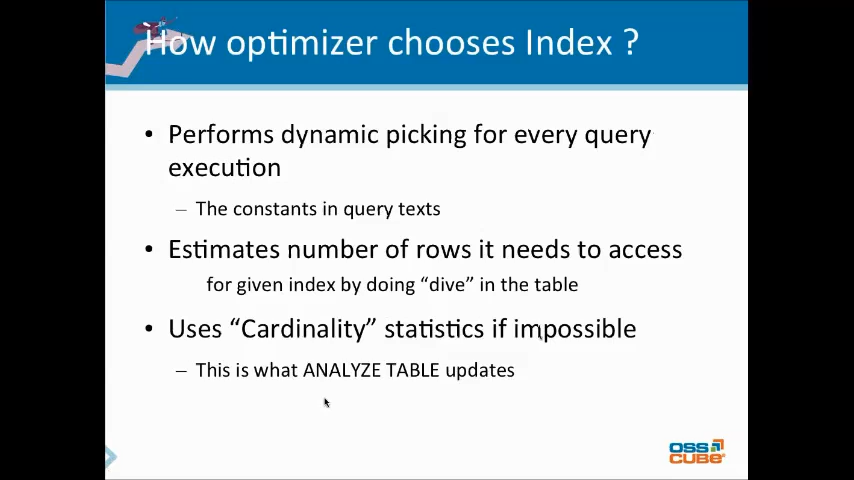 How optimizer chooses Index ?
• Performs dynamic picking for every query
execution
– The constants in query texts
• Estimates number of rows it needs to access
for given index by doing “dive” in the table
• Uses “Cardinality” statistics if impossible
– This is what ANALYZE TABLE updates
OSS
CUBE